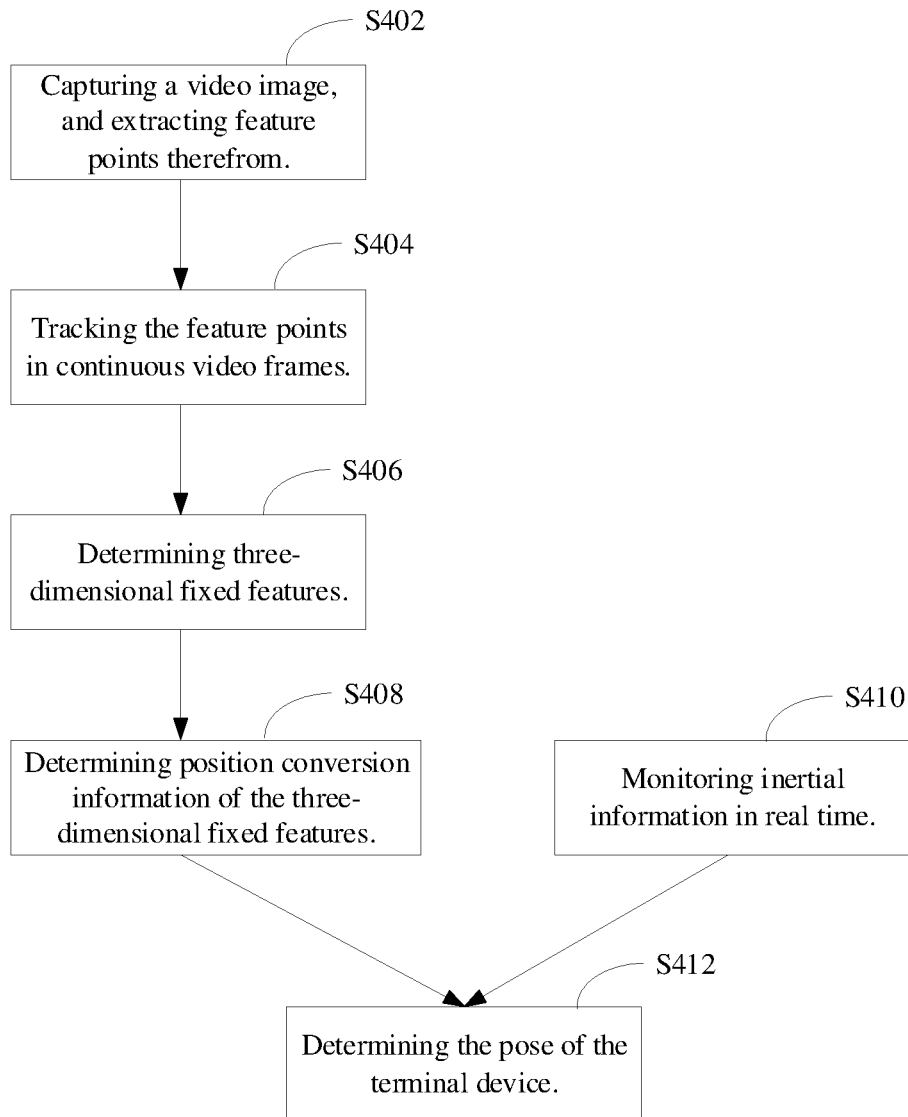 S402
Capturing a video image,
and extracting feature
points therefrom.
S404
Tracking the feature points
in continuous video frames.
S406
Determining three-
dimensional fixed features.
S408
Determining position conversion
information of the three-
dimensional fixed features.
S410
Monitoring inertial
information in real time.
S412
Determining the pose of the
terminal device.